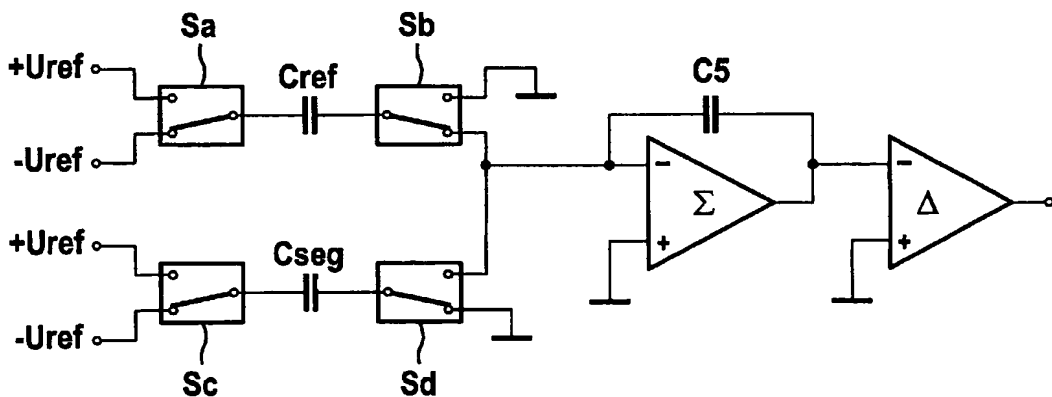 Sa
Sb
+Uref
Cref
C5
-Uref
−
−
Σ
Δ
+Uref
Cseg
+
+
-Uref
Sc
Sd